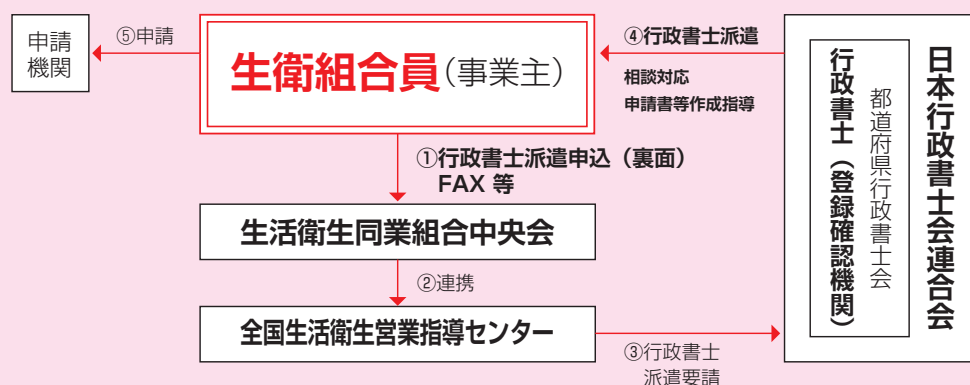 申請
機関
⑤申請
生衛組合員(事業主)
④行政書士派遣
相談対応
申請書等作成指導
①行政書士派遣申込（裏面）
FAX 等
生活衛生同業組合中央会
②連携
全国生活衛生営業指導センター
③行政書士
派遣要請
日本行政書士会連合会
都道府県行政書士会
行政書士（登録確認機関）